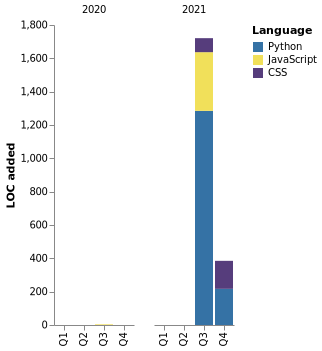 2020 2021
Language
Python
JavaScript
CSS
LOC added
1,800
1,600
1,400
1,200
1,000
800
600
400
200
0
Q1 Q2 Q3 Q4 Q1 Q2 Q3 Q4